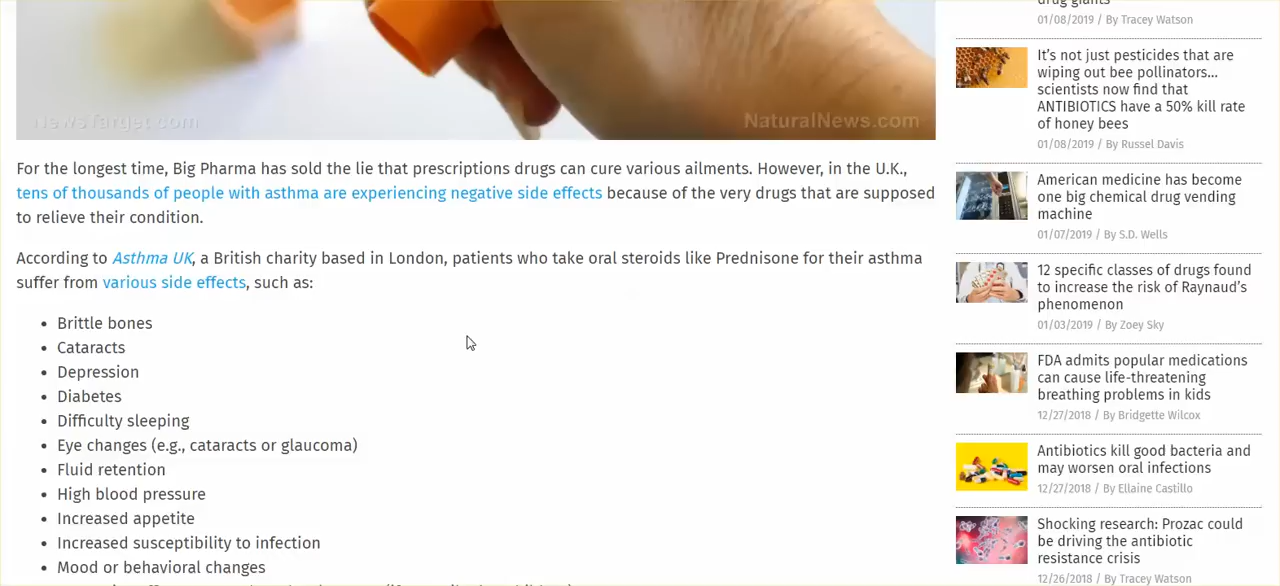 NewsTarget.com
NaturalNews.com
For the longest time, Big Pharma has sold the lie that prescriptions drugs can cure various ailments. However, in the U.K.,
tens of thousands of people with asthma are experiencing negative side effects because of the very drugs that are supposed
to relieve their condition.
According to Asthma UK, a British charity based in London, patients who take oral steroids like Prednisone for their asthma
suffer from various side effects, such as:
• Brittle bones
• Cataracts
• Depression
• Diabetes
• Difficulty sleeping
• Eye changes (e.g., cataracts or glaucoma)
• Fluid retention
• High blood pressure
• Increased appetite
• Increased susceptibility to infection
• Mood or behavioral changes
drug giants
01/08/2019 / By Tracey Watson
It's not just pesticides that are
wiping out bee pollinators...
scientists now find that
ANTIBIOTICS have a 50% kill rate
of honey bees
01/08/2019 / By Russel Davis
American medicine has become
one big chemical drug vending
machine
01/07/2019 / By S.D. Wells
12 specific classes of drugs found
to increase the risk of Raynaud's
phenomenon
01/03/2019 / By Zoey Sky
FDA admits popular medications
can cause life-threatening
breathing problems in kids
12/27/2018 / By Bridgette Wilcox
Antibiotics kill good bacteria and
may worsen oral infections
12/27/2018 / By Ellaine Castillo
Shocking research: Prozac could
be driving the antibiotic
resistance crisis
12/26/2018 / By Tracey Watson